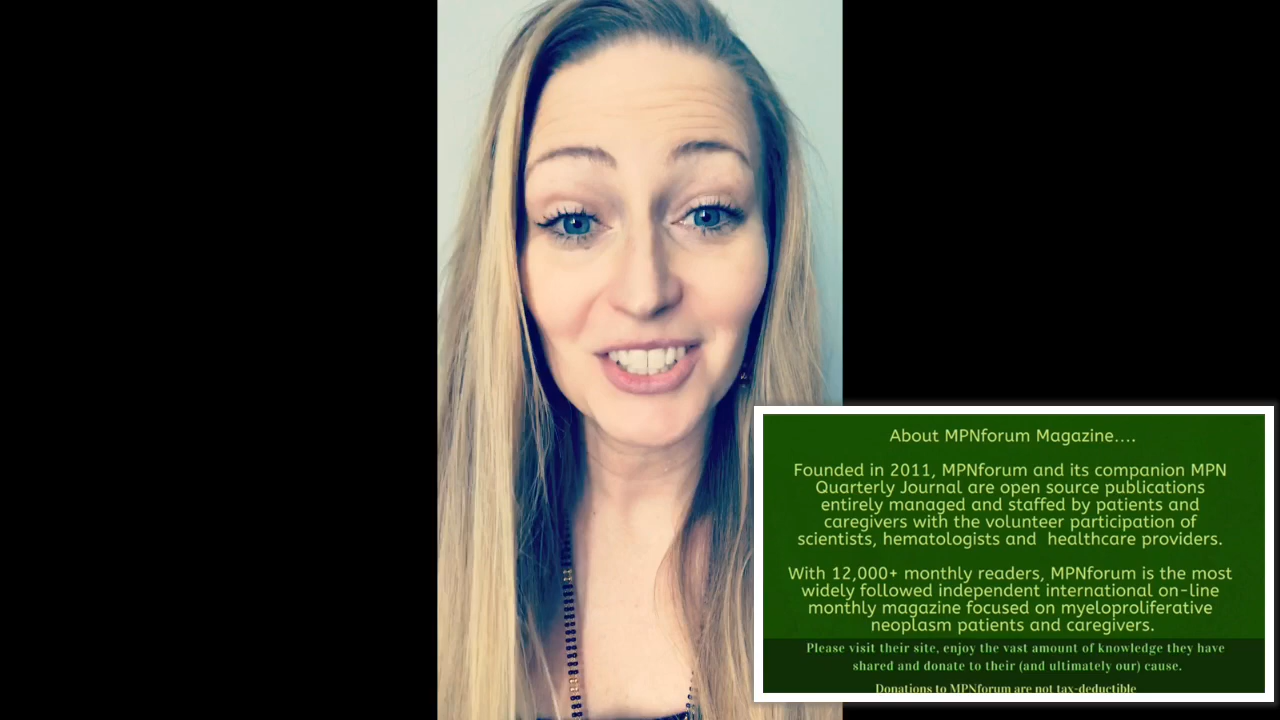 About MPNforum Magazine....
Founded in 2011, MPNforum and its companion MPN
Quarterly Journal are open source publications
entirely managed and staffed by patients and
caregivers with the volunteer participation of
scientists, hematologists and healthcare providers.
With 12,000+ monthly readers, MPNforum is the most
widely followed independent international on-line
monthly magazine focused on myeloproliferative
neoplasm patients and caregivers.
Please visit their site, enjoy the vast amount of knowledge they have
shared and donate to their (and ultimately our) cause.
Donations to MPNforum are not tax-deductible